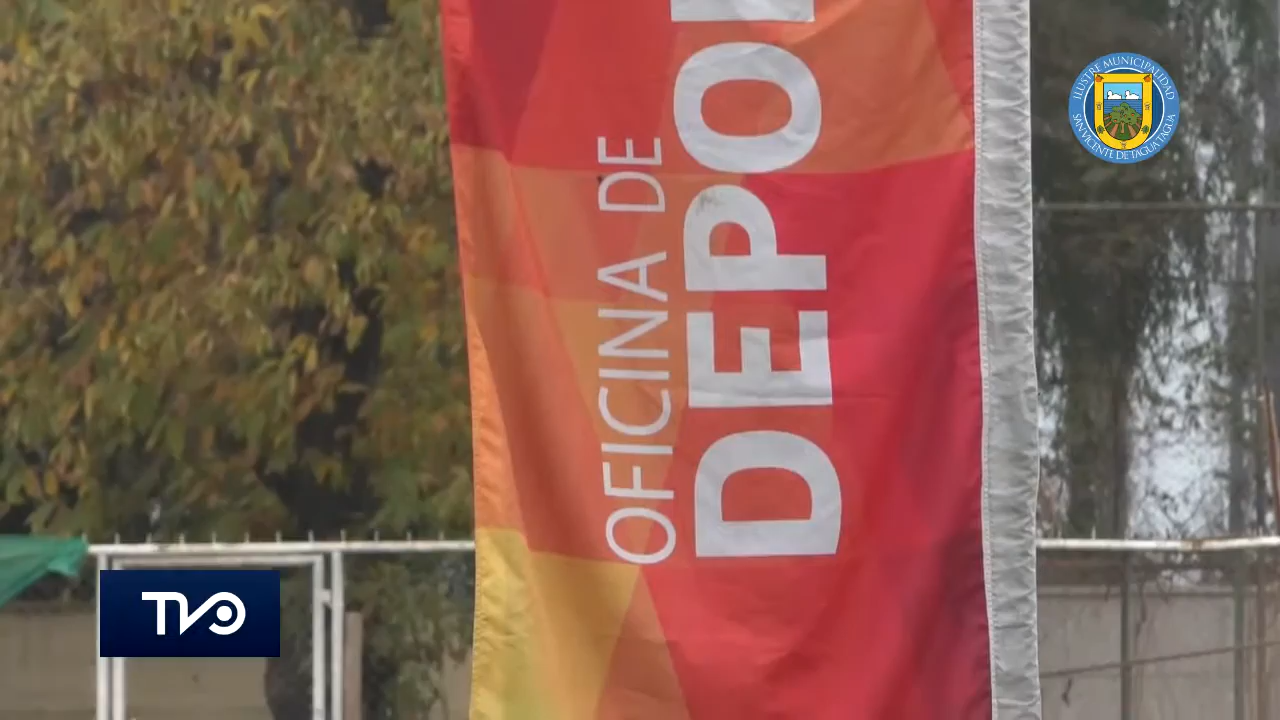 OFICINA DE
DEPO
ILUSTRE MUNICIPALIDAD
SAN VICENTE DE TAGUA TAGUA
TVO